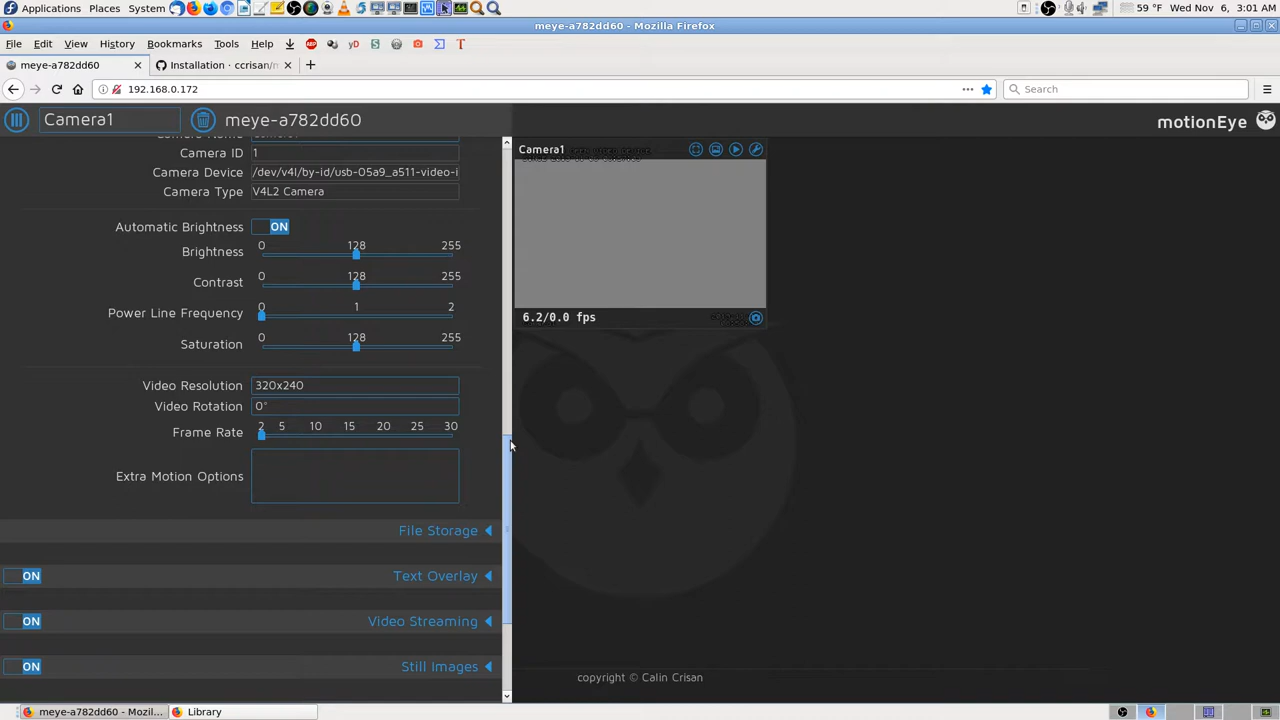 Applications Places System 59 °F Wed Nov 6, 3:01 AM
meye-a782dd60 - Mozilla Firefox
File Edit View History Bookmarks Tools Help
meye-a782dd60 Installation · ccrisan/m
192.168.0.172 Search
Camera1 meye-a782dd60 motionEye
Camera ID 1
Camera Device /dev/v4l/by-id/usb-05a9_a511-video-i
Camera Type V4L2 Camera
Automatic Brightness ON
Brightness 0 128 255
Contrast 0 128 255
Power Line Frequency 0 1 2
Saturation 0 128 255
Video Resolution 320x240
Video Rotation 0°
Frame Rate 2 5 10 15 20 25 30
Extra Motion Options
File Storage
ON Text Overlay
ON Video Streaming
ON Still Images
Camera1
6.2/0.0 fps
copyright © Calin Crisan
meye-a782dd60 - Mozil... Library